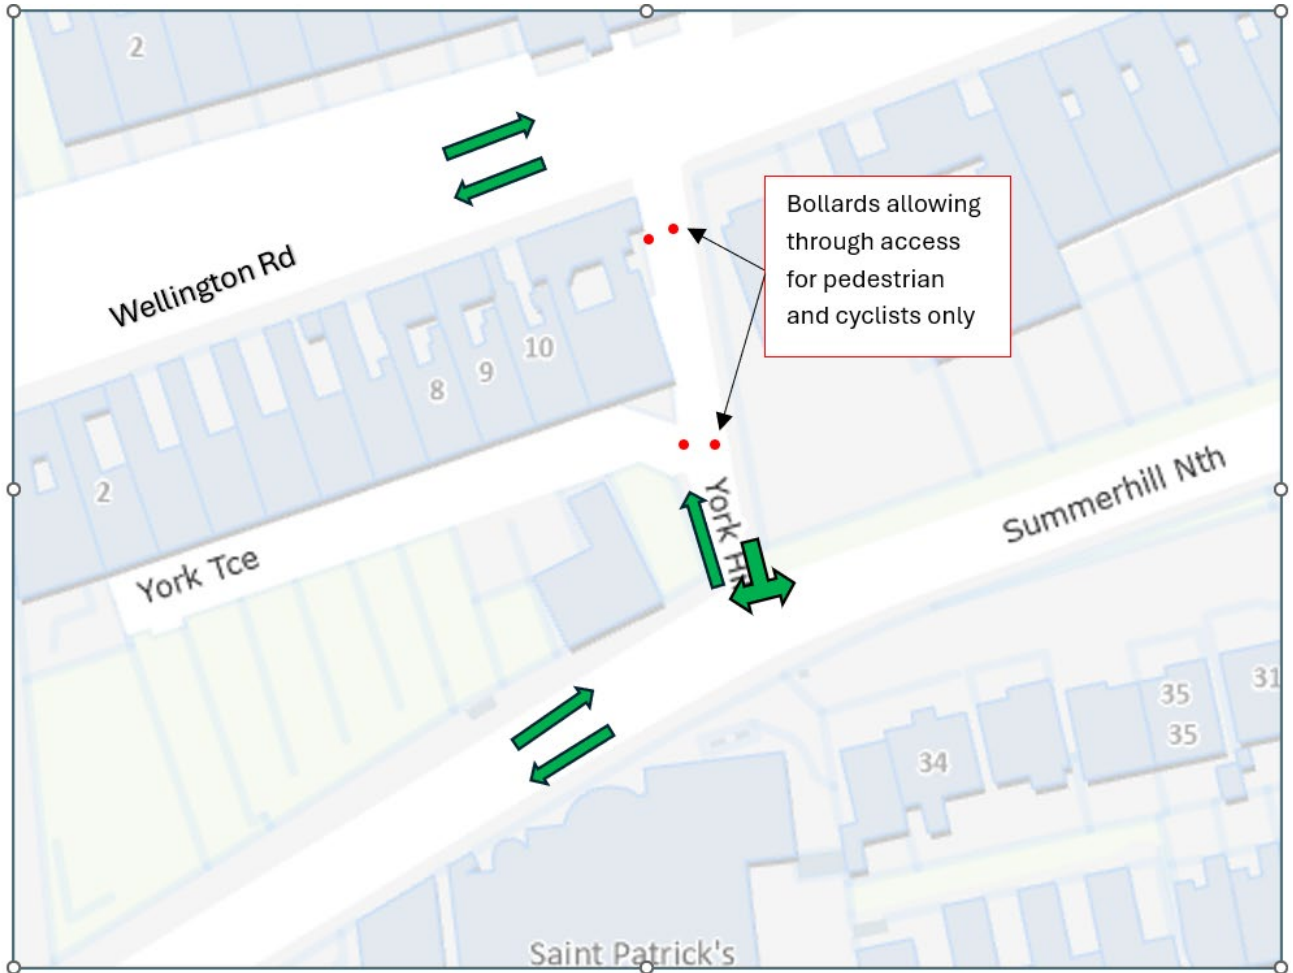 2
Wellington Rd
Bollards allowing
through access
for pedestrian
and cyclists only
10
9
8
2
York Tce
York
Summerhill Nth
31
35
35
34
Saint Patrick's